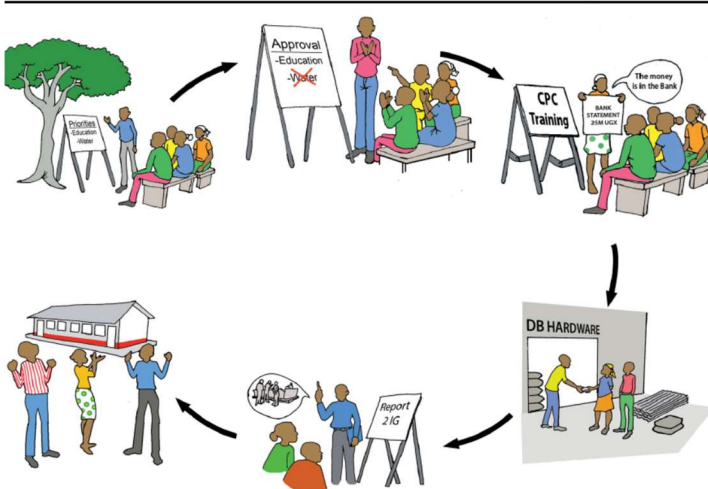 Priorities
-Education
-Water
Approval
-Education
-Water
CPC
Training
BANK
STATEMENT
25M UGX
The money
is in the Bank
DB HARDWARE
Report
2 IG